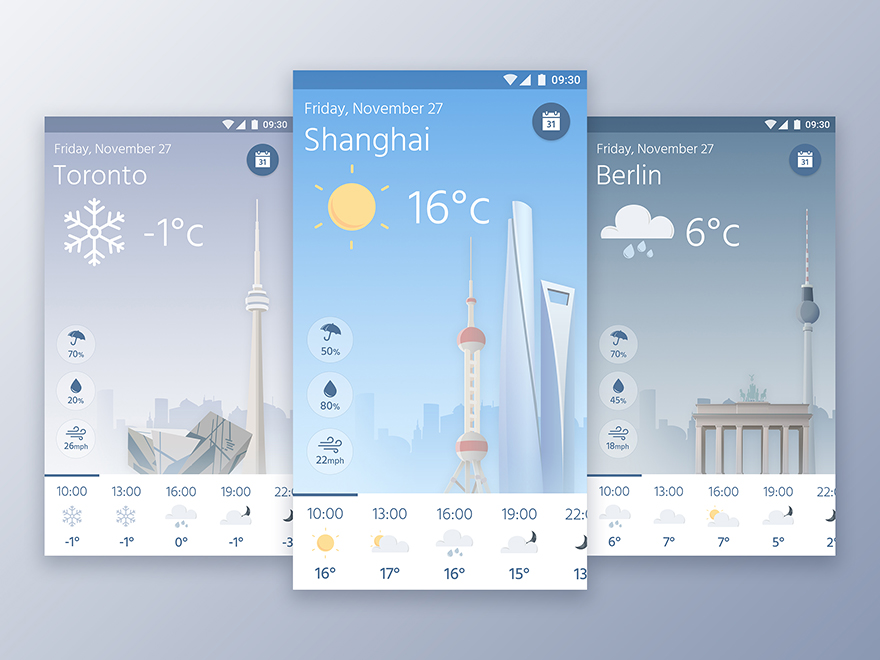 09:30
Friday, November 27
Toronto
31
-1°c
70%
20%
26mph
10:00 13:00 16:00 19:00 22:
-1° -1° 0° -1° -3
09:30
Friday, November 27
Shanghai
31
16°c
50%
80%
22mph
10:00 13:00 16:00 19:00 22:
16° 17° 16° 15° 13
09:30
Friday, November 27
Berlin
31
6°c
70%
45%
18mph
10:00 13:00 16:00 19:00 22:
6° 7° 7° 5° 2°